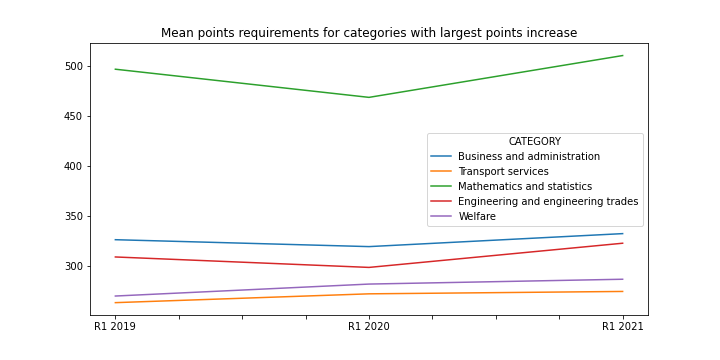 Mean points requirements for categories with largest points increase
500
450
400
350
300
CATEGORY
Business and administration
Transport services
Mathematics and statistics
Engineering and engineering trades
Welfare
R1 2019
R1 2020
R1 2021